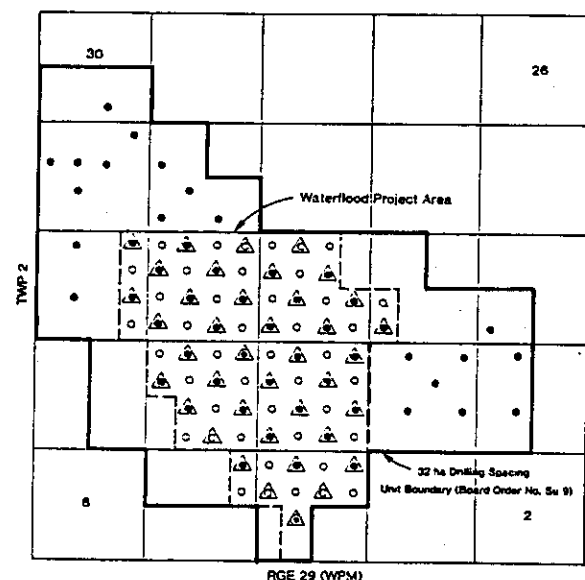 30
26
Waterflood Project Area
TWP 2
32 ha Drilling Spacing
Unit Boundary (Board Order No. Su 9)
6
2
RGE 29 (WPM)